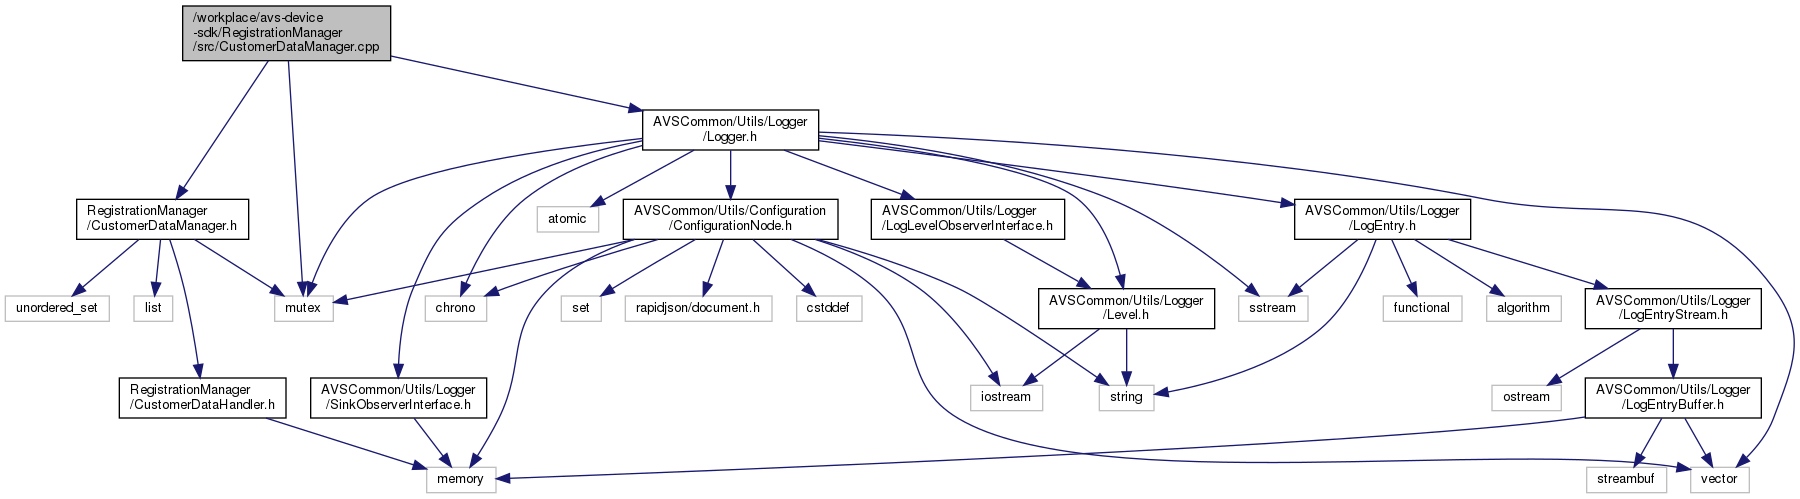 /workplace/avs-device
-sdk/RegistrationManager
/src/CustomerDataManager.cpp
AVSCommon/Utils/Logger
/Logger.h
RegistrationManager
/CustomerDataManager.h
atomic
AVSCommon/Utils/Configuration
/ConfigurationNode.h
AVSCommon/Utils/Logger
/LogLevelObserverInterface.h
AVSCommon/Utils/Logger
/LogEntry.h
unordered_set
list
mutex
chrono
set
rapidjson/document.h
cstddef
AVSCommon/Utils/Logger
/Level.h
sstream
functional
algorithm
AVSCommon/Utils/Logger
/LogEntryStream.h
RegistrationManager
/CustomerDataHandler.h
AVSCommon/Utils/Logger
/SinkObserverInterface.h
iostream
string
ostream
AVSCommon/Utils/Logger
/LogEntryBuffer.h
memory
streambuf
vector